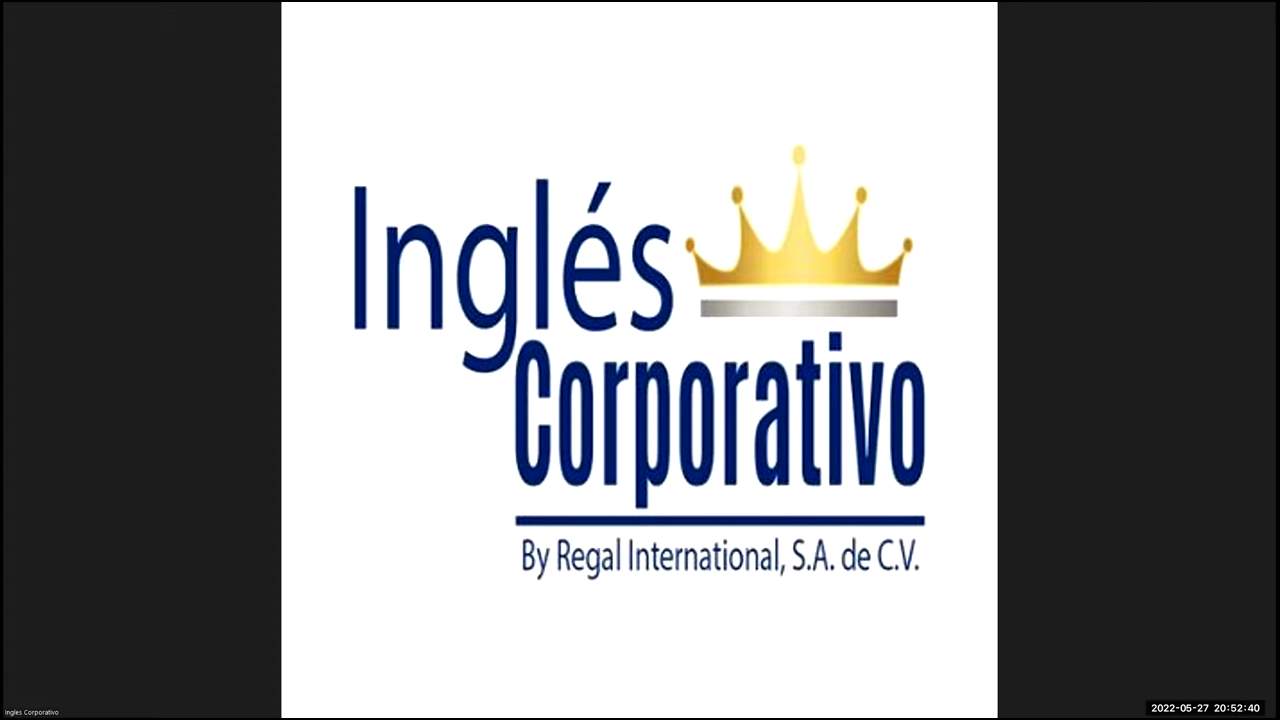 Inglés
Corporativo
By Regal International, S.A. de C.V.
Ingles Corporativo
2022-05-27 20:52:40